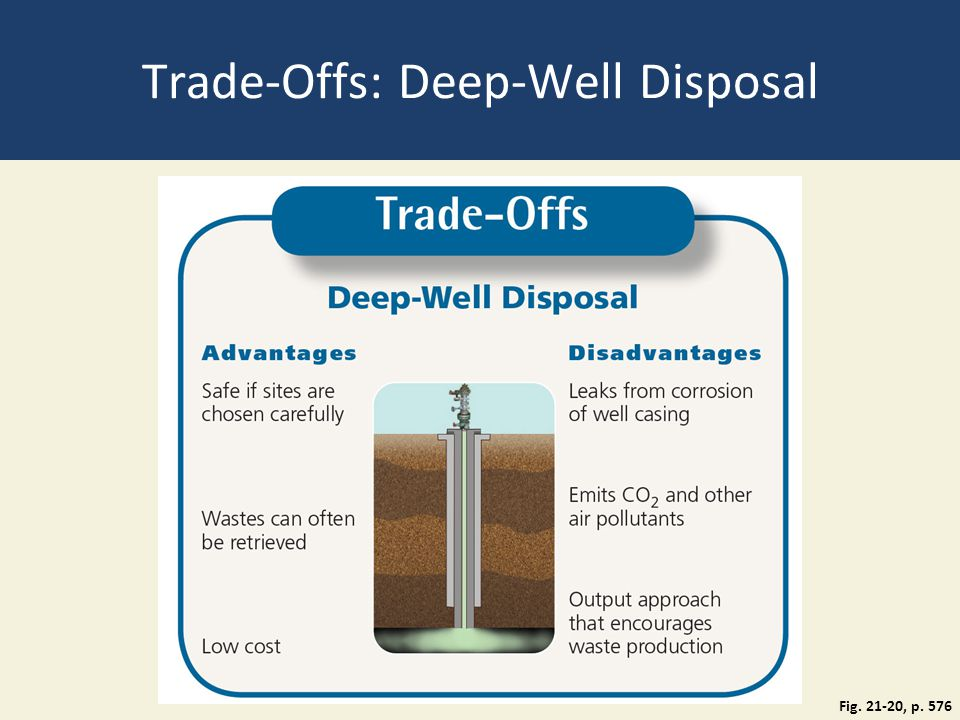 Trade-Offs: Deep-Well Disposal
Trade-Offs
Deep-Well Disposal
Advantages
Safe if sites are
chosen carefully
Wastes can often
be retrieved
Low cost
Disadvantages
Leaks from corrosion
of well casing
Emits CO2 and other
air pollutants
Output approach
that encourages
waste production
Fig. 21-20, p. 576